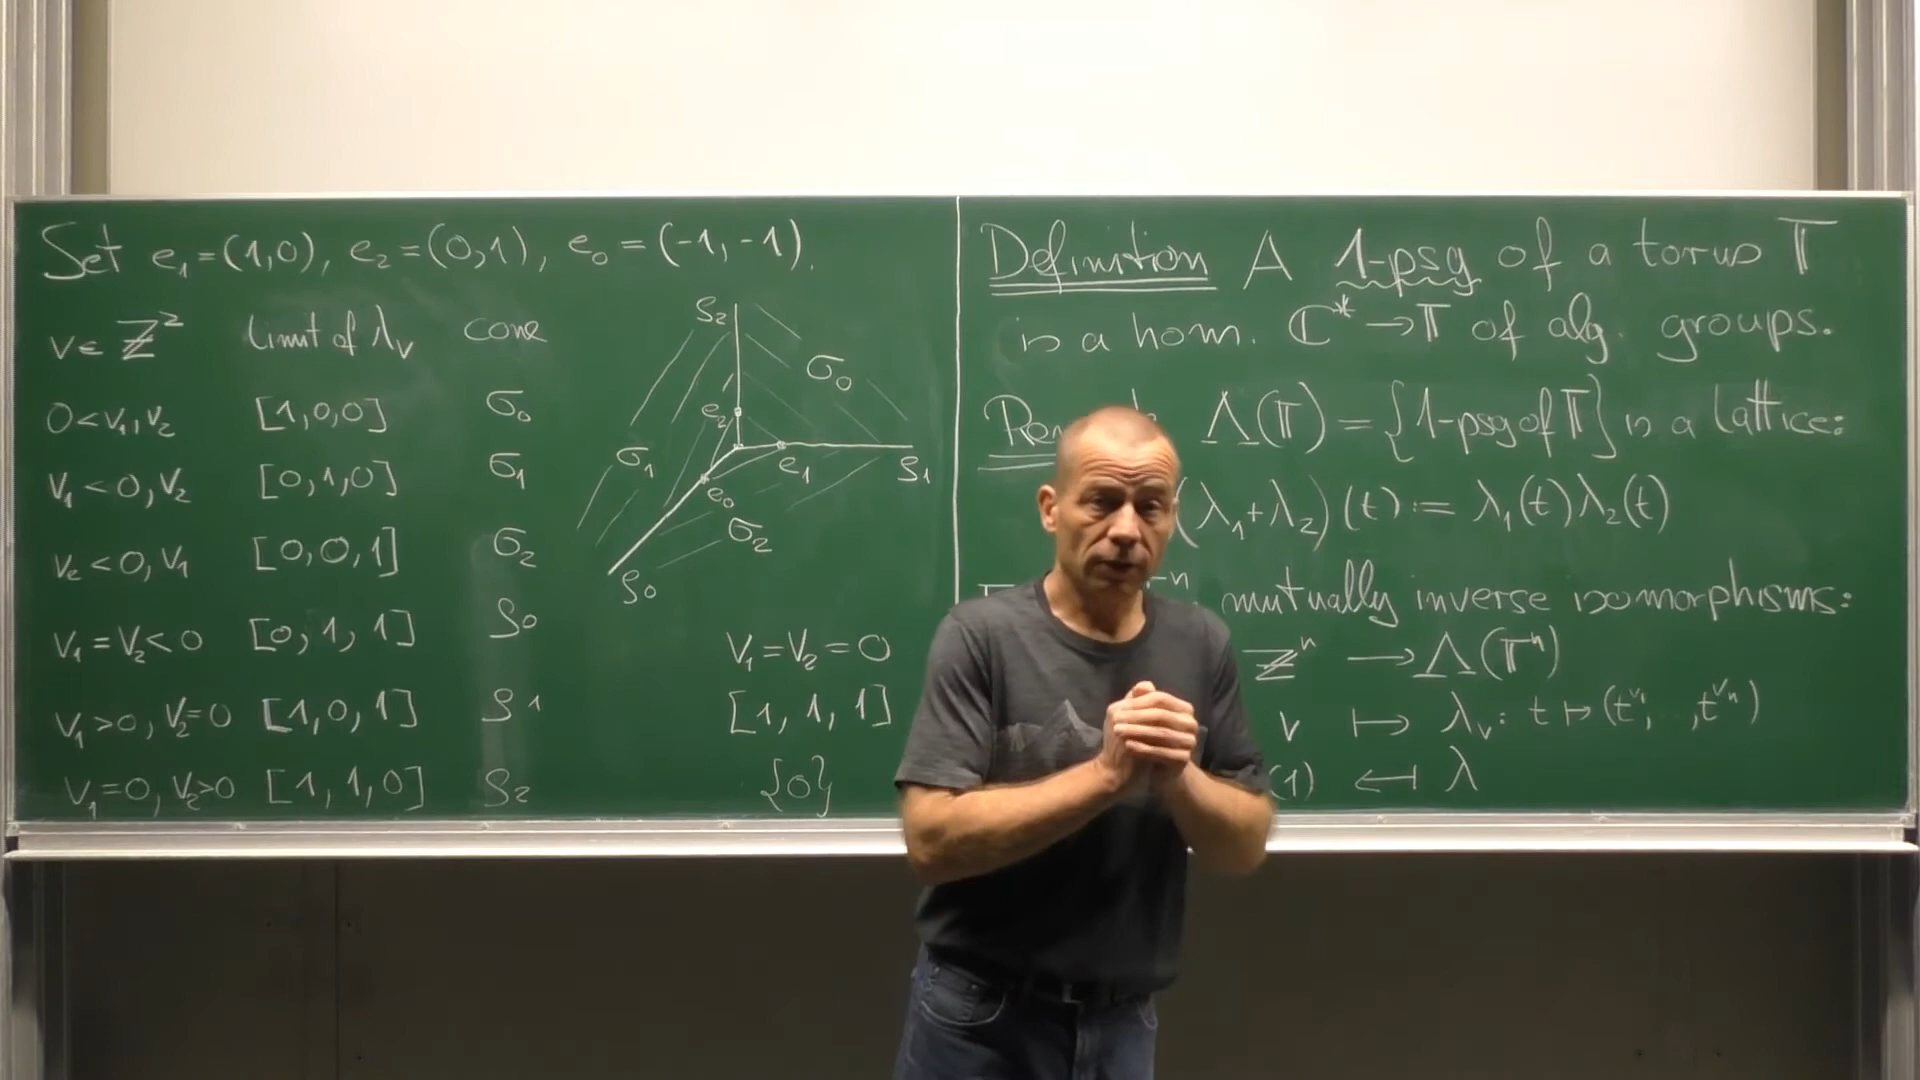 Set e₁=(1,0), e₂=(0,1), e₀=(-1,-1).
v∈ℤ² limit of λᵥ cone
0<v₁,v₂ [1,0,0] σ₀
v₁<0,v₂ [0,1,0] σ₁
v₂<0,v₁ [0,0,1] σ₂
v₁=v₂<0 [0,1,1] ϱ₀
v₁>0,v₂=0 [1,0,1] ϱ₁
v₁=0,v₂>0 [1,1,0] ϱ₂
ϱ₂
σ₀
e₂
σ₁
e₁
ϱ₁
e₀
σ₂
ϱ₀
v₁=v₂=0
[1,1,1]
{0}
Definition A 1-psg of a torus 𝕋
is a hom. ℂ*→𝕋 of alg. groups.
Λ(𝕋)={1-psg of 𝕋} is a lattice:
(λ₁+λ₂)(t):=λ₁(t)λ₂(t)
mutually inverse isomorphisms:
ℤⁿ → Λ(𝕋ⁿ)
v ↦ λᵥ: t↦(t^v₁,...,t^vₙ)
(1) ↤ λ